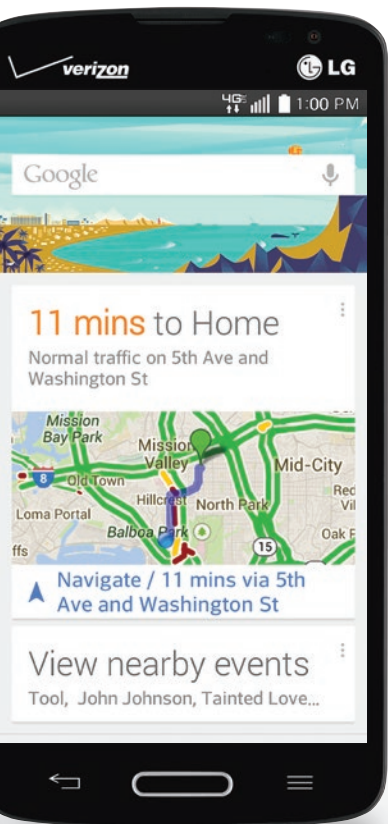 verizon LG
4G LTE 1:00 PM
Google
11 mins to Home
Normal traffic on 5th Ave and
Washington St
Mission
Bay Park
Mission
Valley
Mid-City
8
Old Town
Hillcrest
North Park
Loma Portal
Balboa Park
15
Oak
ffs
Navigate / 11 mins via 5th
Ave and Washington St
View nearby events
Tool, John Johnson, Tainted Love...